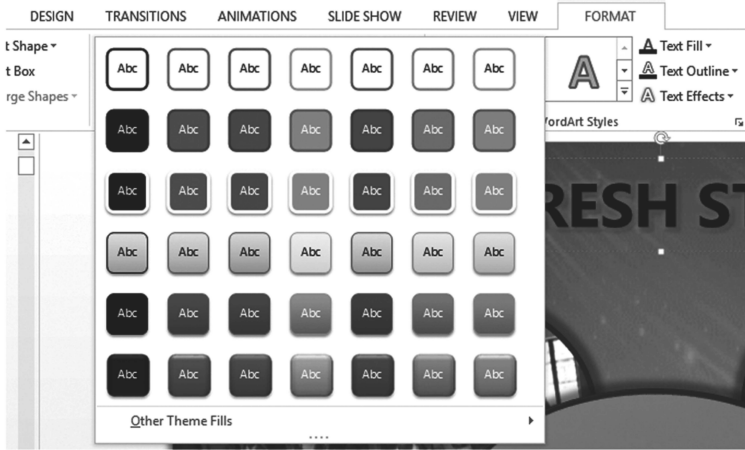 DESIGN TRANSITIONS ANIMATIONS SLIDE SHOW REVIEW VIEW FORMAT
t Shape
t Box
rge Shapes
Abc Abc Abc Abc Abc Abc Abc
Abc Abc Abc Abc Abc Abc Abc
Abc Abc Abc Abc Abc Abc Abc
Abc Abc Abc Abc Abc Abc Abc
Abc Abc Abc Abc Abc Abc Abc
Abc Abc Abc Abc Abc Abc Abc
Other Theme Fills
A
A Text Fill
A Text Outline
A Text Effects
ordArt Styles
RESH ST